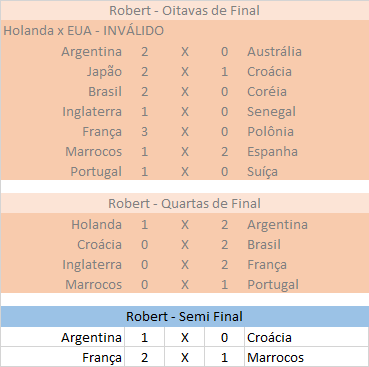 Robert - Oitavas de Final
Holanda x EUA - INVÁLIDO
Argentina 2 X 0 Austrália
Japão 2 X 1 Croácia
Brasil 2 X 0 Coréia
Inglaterra 1 X 0 Senegal
França 3 X 0 Polônia
Marrocos 1 X 2 Espanha
Portugal 1 X 0 Suíça
Robert - Quartas de Final
Holanda 1 X 2 Argentina
Croácia 0 X 2 Brasil
Inglaterra 0 X 2 França
Marrocos 0 X 1 Portugal
Robert - Semi Final
Argentina 1 X 0 Croácia
França 2 X 1 Marrocos